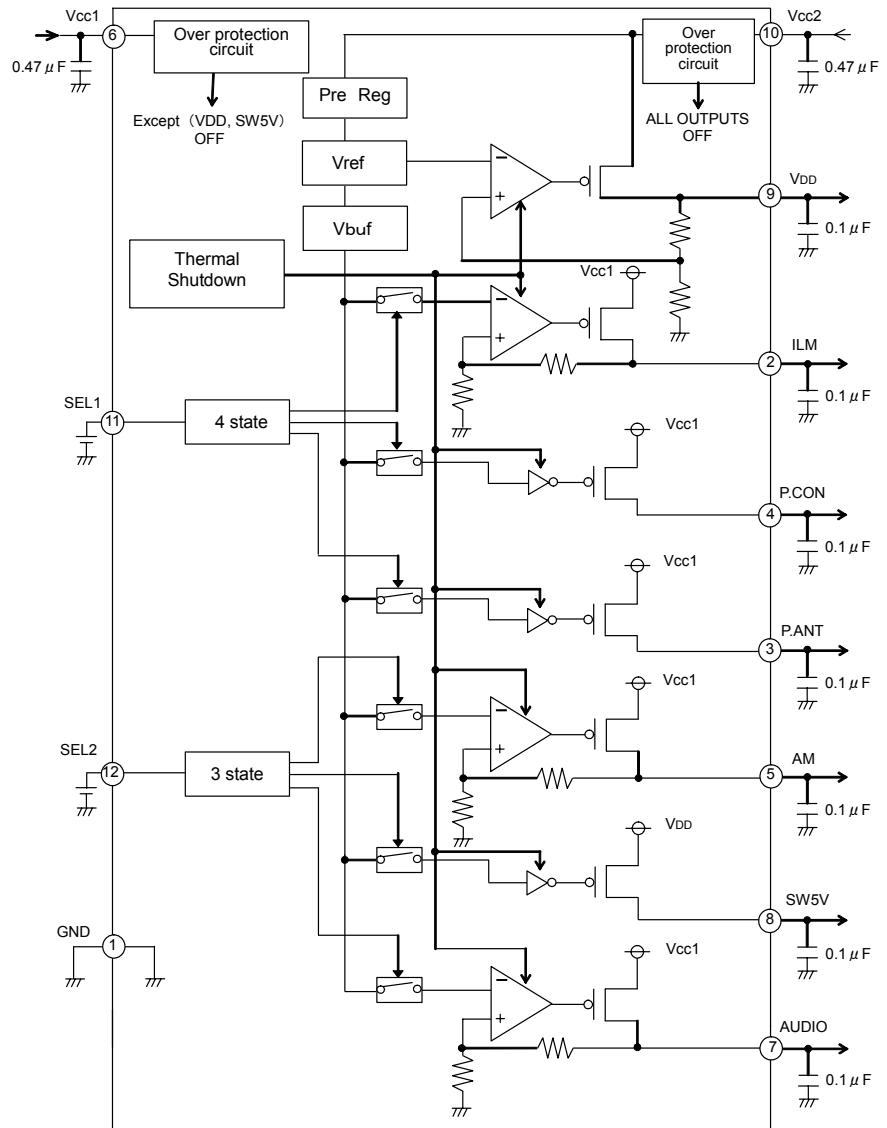 Vcc1
6
Over protection
circuit
0.47 μF
Except (VDD, SW5V)
OFF
Over
protection
circuit
10
Vcc2
0.47 μF
ALL OUTPUTS
OFF
Pre Reg
Vref
Vbuf
−
+
9
VDD
0.1 μF
Thermal
Shutdown
Vcc1
−
+
2
ILM
0.1 μF
SEL1
11
4 state
Vcc1
4
P.CON
0.1 μF
Vcc1
3
P.ANT
0.1 μF
Vcc1
−
+
5
AM
0.1 μF
SEL2
12
3 state
VDD
8
SW5V
0.1 μF
GND
1
Vcc1
−
+
7
AUDIO
0.1 μF